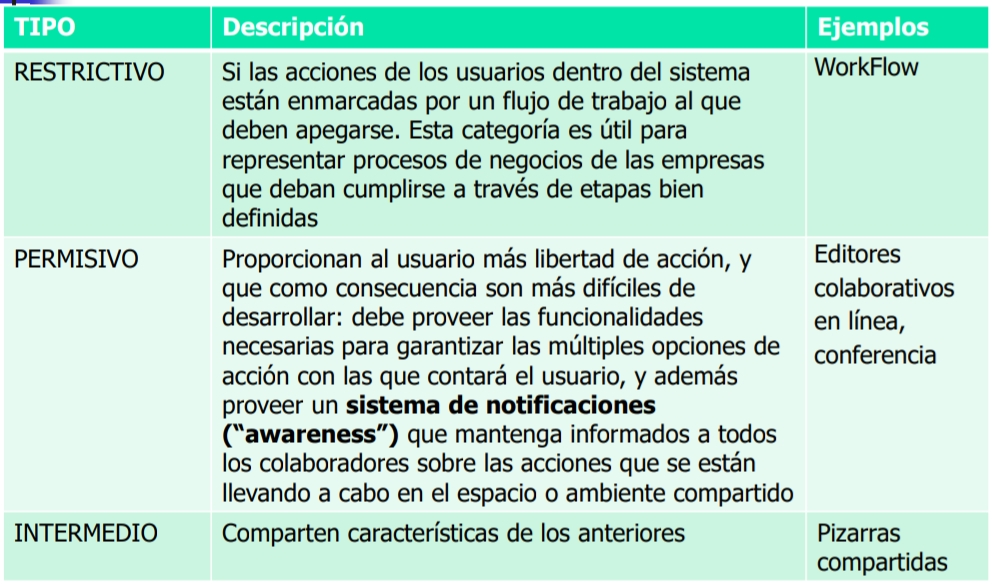 TIPO
Descripción
Ejemplos
RESTRICTIVO
Si las acciones de los usuarios dentro del sistema
están enmarcadas por un flujo de trabajo al que
deben apegarse. Esta categoría es útil para
representar procesos de negocios de las empresas
que deban cumplirse a través de etapas bien
definidas
WorkFlow
PERMISIVO
Proporcionan al usuario más libertad de acción, y
que como consecuencia son más difíciles de
desarrollar: debe proveer las funcionalidades
necesarias para garantizar las múltiples opciones de
acción con las que contará el usuario, y además
proveer un sistema de notificaciones
(“awareness”) que mantenga informados a todos
los colaboradores sobre las acciones que se están
llevando a cabo en el espacio o ambiente compartido
Editores
colaborativos
en línea,
conferencia
INTERMEDIO
Comparten características de los anteriores
Pizarras
compartidas